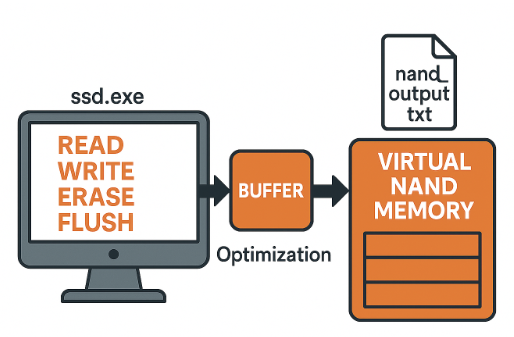 ssd.exe
READ
WRITE
ERASE
FLUSH
BUFFER
Optimization
nand_
output
txt
VIRTUAL
NAND
MEMORY